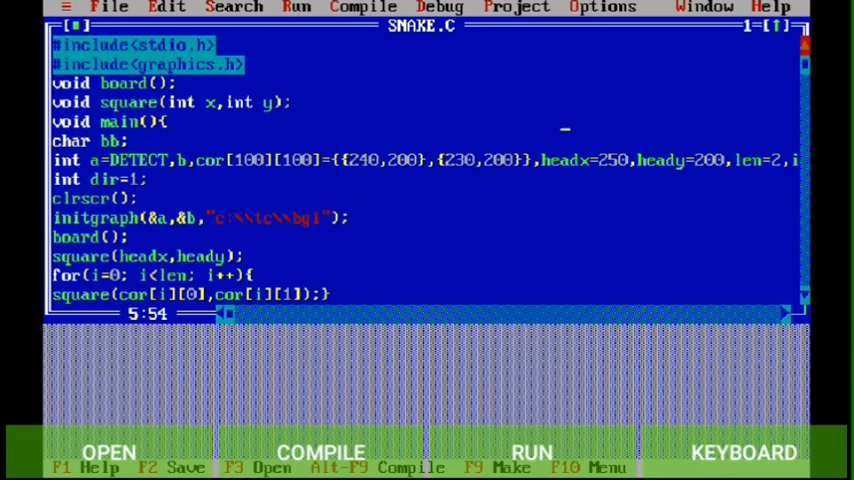 ≡ File Edit Search Run Compile Debug Project Options Window Help
[■] SNAKE.C 1=[↑]
#include<stdio.h>
#include<graphics.h>
void board();
void square(int x,int y);
void main(){
char bb;
int a=DETECT,b,cor[100][100]={{240,200},{230,200}},headx=250,heady=200,len=2,i
int dir=1;
clrscr();
initgraph(&a,&b,"c:\\tc\\bgi");
board();
square(headx,heady);
for(i=0; i<len; i++){
square(cor[i][0],cor[i][1]);}
5:54
OPEN COMPILE RUN KEYBOARD
F1 Help F2 Save F3 Open Alt-F9 Compile F9 Make F10 Menu